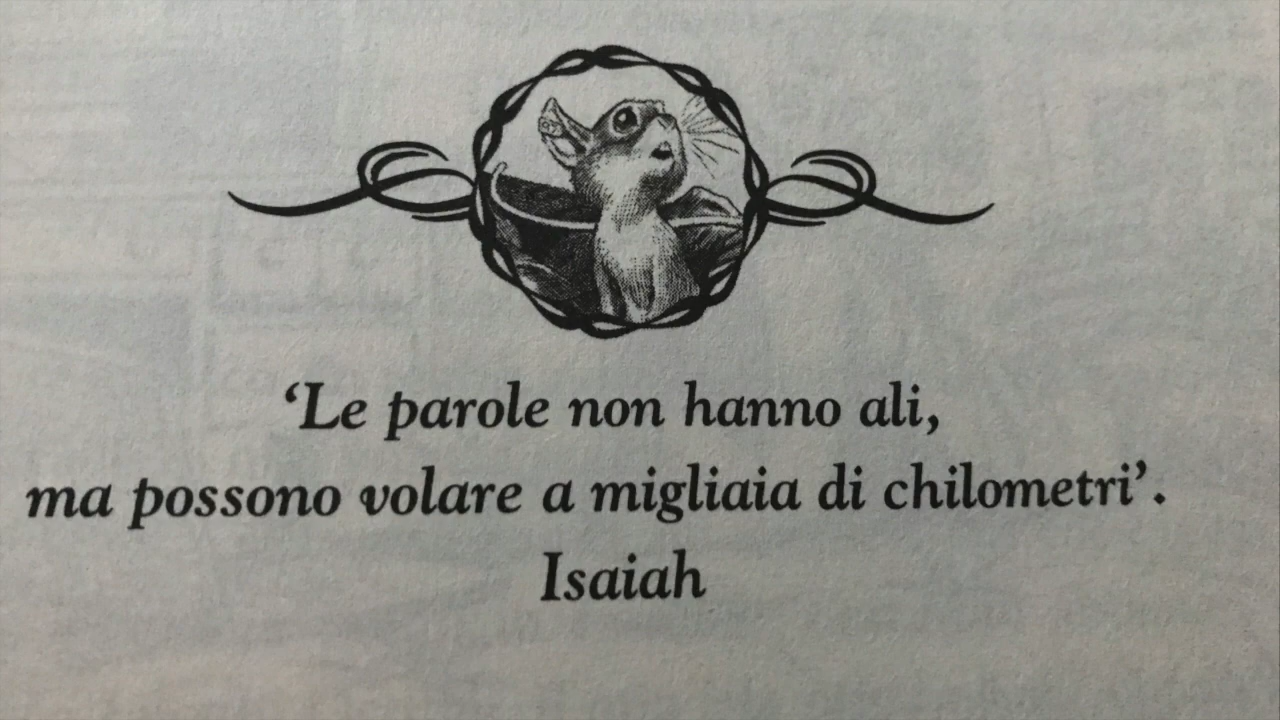 ‘Le parole non hanno ali,
ma possono volare a migliaia di chilometri’.
Isaiah